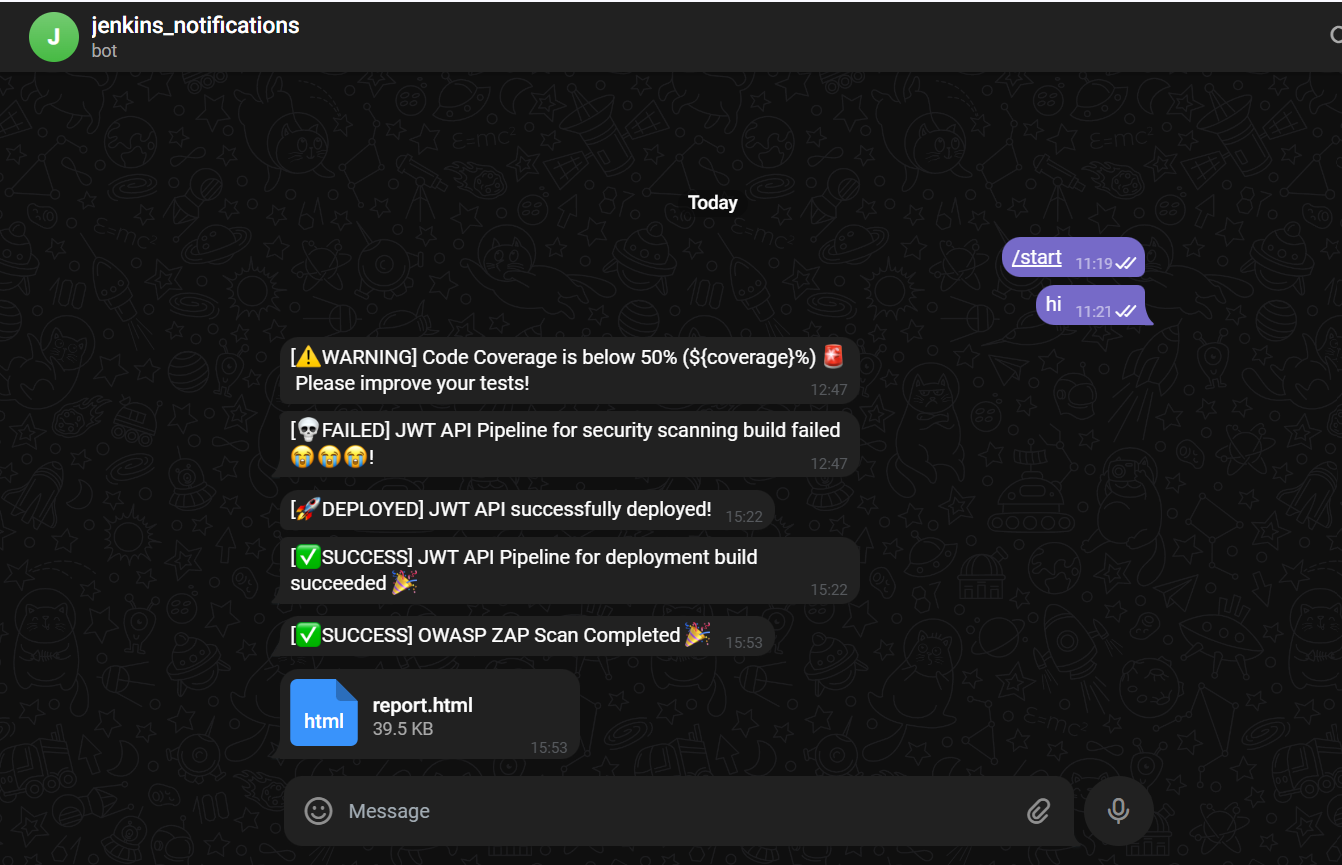 J
jenkins_notifications
bot
Today
/start 11:19
hi 11:21
[⚠️WARNING] Code Coverage is below 50% (${coverage}%) 🚨
Please improve your tests!
12:47
[💀FAILED] JWT API Pipeline for security scanning build failed
😭😭😭!
12:47
[🚀DEPLOYED] JWT API successfully deployed! 15:22
[✅SUCCESS] JWT API Pipeline for deployment build
succeeded 🎉
15:22
[✅SUCCESS] OWASP ZAP Scan Completed 🎉 15:53
html
report.html
39.5 KB
15:53
Message